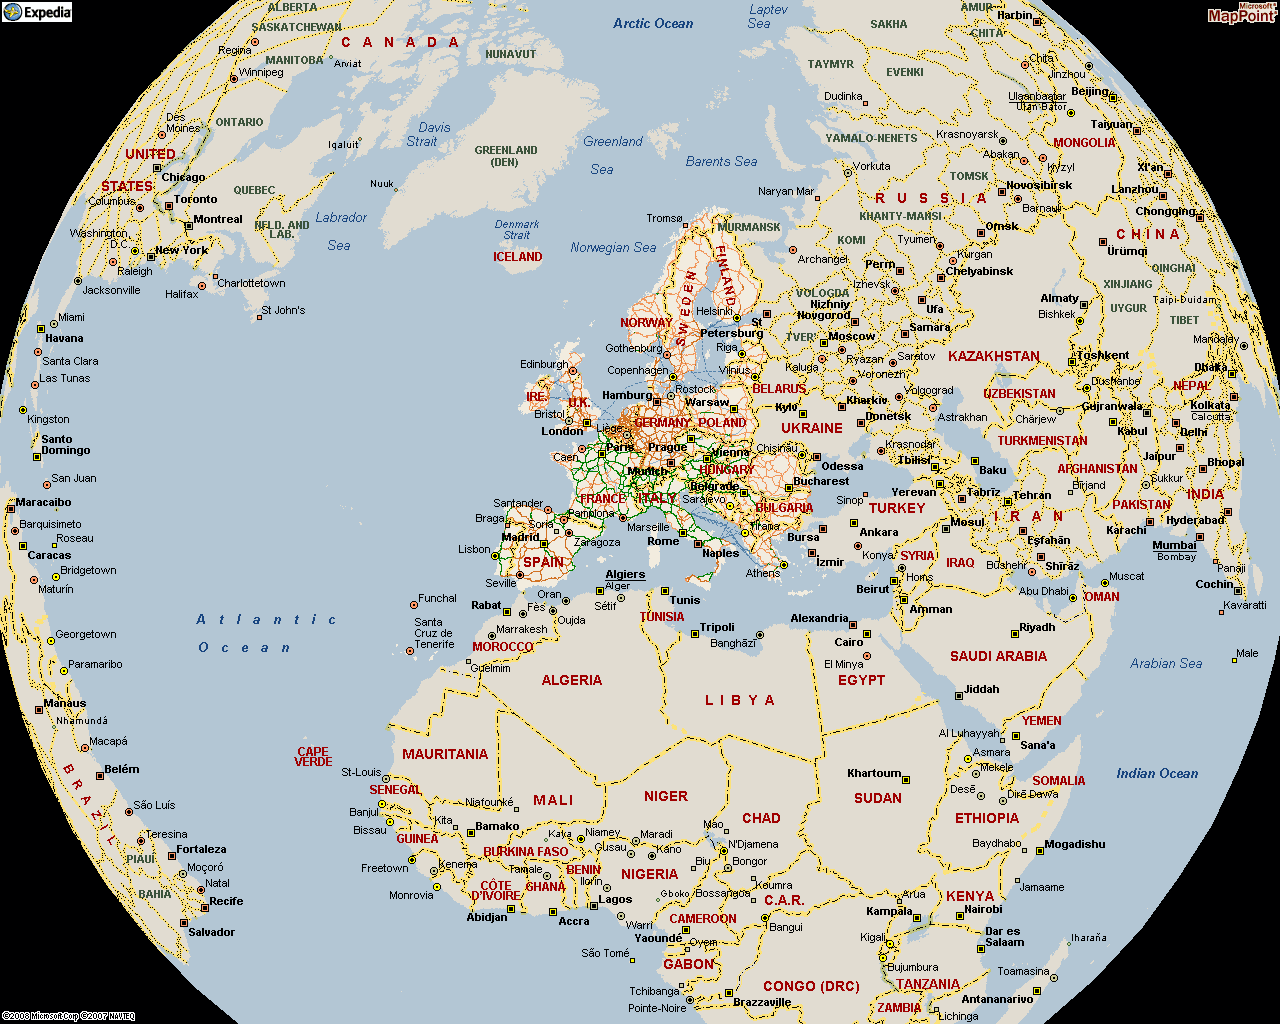 Expedia
Microsoft
MapPoint
ALBERTA
SASKATCHEWAN
Regina
CANADA
MANITOBA
Arviat
Winnipeg
NUNAVUT
Arctic Ocean
Laptev
Sea
SAKHA
AMUR
Harbin
CHITA
Chita
Jinzhou
TAYMYR
EVENKI
Dudinka
Ulaanbaatar
Ulan-Bator
Beijing
Taiyuan
Des
Moines
ONTARIO
Iqaluit
Davis
Strait
GREENLAND
(DEN)
Greenland
Sea
Barents Sea
YAMALO-NENETS
Krasnoyarsk
MONGOLIA
Abakan
Kyzyl
Xi'an
UNITED
STATES
Chicago
Columbus
Toronto
QUEBEC
Nuuk
Vorkuta
TOMSK
Naryan Mar
RUSSIA
Novosibirsk
Barnaul
Lanzhou
Chongqing
Montreal
NFLD. AND
LAB.
Labrador
Sea
Denmark
Strait
Norwegian Sea
Tromsø
MURMANSK
KHANTY-MANSI
Omsk
CHINA
Washington,
D.C.
New York
Raleigh
ICELAND
SWEDEN
FINLAND
Archangel
KOMI
Tyumen
Kurgan
Ürümqi
QINGHAI
Jacksonville
Halifax
Charlottetown
St John's
Perm
Chelyabinsk
Izhevsk
XINJIANG
UYGUR
Taipi-Duidam
TIBET
Miami
Havana
NORWAY
Helsinki
St
Petersburg
VOLOGDA
Nizhniy
Novgorod
Ufa
Samara
Almaty
Bishkek
Santa Clara
Las Tunas
Edinburgh
Gothenburg
Copenhagen
Riga
Vilnius
TVER
Moscow
Kaluda
Ryazan
Saratov
Voronezh
KAZAKHSTAN
Toshkent
Mandalay
Dhaka
Kingston
IRE.
U.K.
Bristol
London
Hamburg
Rostock
Warsaw
BELARUS
Volgograd
Astrakhan
UZBEKISTAN
Dushanbe
NEPAL
Kolkata
Calcutta
Santo
Domingo
Liège
GERMANY
POLAND
Kyiv
Kharkiv
Donetsk
UKRAINE
Chärjew
Gujranwala
Kabul
Delhi
San Juan
Caen
Paris
Prague
Vienna
Chisinäu
Krasnodar
TURKMENISTAN
Jaipur
Maracaibo
Munich
HUNGARY
Odessa
Tbilisi
Baku
AFGHANISTAN
Bhopal
Barquisimeto
Roseau
Caracas
Santander
FRANCE
ITALY
Belgrade
Sarajevo
Bucharest
Sinop
Yerevan
Tabrīz
Tehran
Birjand
Sukkur
INDIA
Braga
Soria
Pamplona
Marseille
BULGARIA
TURKEY
PAKISTAN
Hyderabad
Bridgetown
Maturín
Lisbon
Madrid
Zaragoza
Rome
Naples
Tirana
Bursa
Ankara
Mosul
IRAN
Karachi
Mumbai
Bombay
SPAIN
Seville
Athens
Izmir
Konya
SYRIA
Homs
IRAQ
Esfahān
Būshehr
Shīrāz
Panaji
Funchal
Algiers
Alger
Oran
Sétif
Tunis
Beirut
Amman
Abu Dhabi
Muscat
OMAN
Cochin
Kavaratti
Santa
Cruz de
Tenerife
Rabat
Fès
Oujda
TUNISIA
Tripoli
Banghāzī
Alexandria
Cairo
Riyadh
Georgetown
Atlantic
Ocean
Marrakesh
MOROCCO
Guelmim
El Minya
SAUDI ARABIA
Arabian Sea
Male
Paramaribo
ALGERIA
LIBYA
EGYPT
Jiddah
Manaus
Nhamundá
YEMEN
Macapá
CAPE
VERDE
MAURITANIA
Al Luhayyah
Sana'a
Belém
St-Louis
SENEGAL
Khartoum
Asmara
Mekele
SOMALIA
Indian Ocean
BRAZIL
São Luís
Banjul
Bissau
Niafounké
MALI
NIGER
CHAD
SUDAN
Desē
Dirē Dawa
ETHIOPIA
Teresina
Fortaleza
PIAUÍ
GUINEA
Kita
Bamako
Kaya
Niamey
Maradi
Gusau
Kano
Mao
N'Djamena
Baydhabo
Mogadishu
Moçoró
Freetown
Kenema
BURKINA FASO
Tamale
BENIN
Biu
Bongor
BAHIA
Natal
Recife
Monrovia
CÔTE
D'IVOIRE
GHANA
Ilorin
NIGERIA
Gboko
Bossangoa
Koumra
C.A.R.
Arua
KENYA
Jamaame
Salvador
Abidjan
Accra
Lagos
Warri
CAMEROON
Bangui
Kampala
Nairobi
Yaoundé
Oyem
Kigali
Dar es
Salaam
Iharaña
São Tomé
GABON
Bujumbura
Toamasina
Tchibanga
Pointe-Noire
Brazzaville
CONGO (DRC)
TANZANIA
ZAMBIA
Lichinga
Antananarivo
©2008 Microsoft Corp ©2007 NAVTEQ